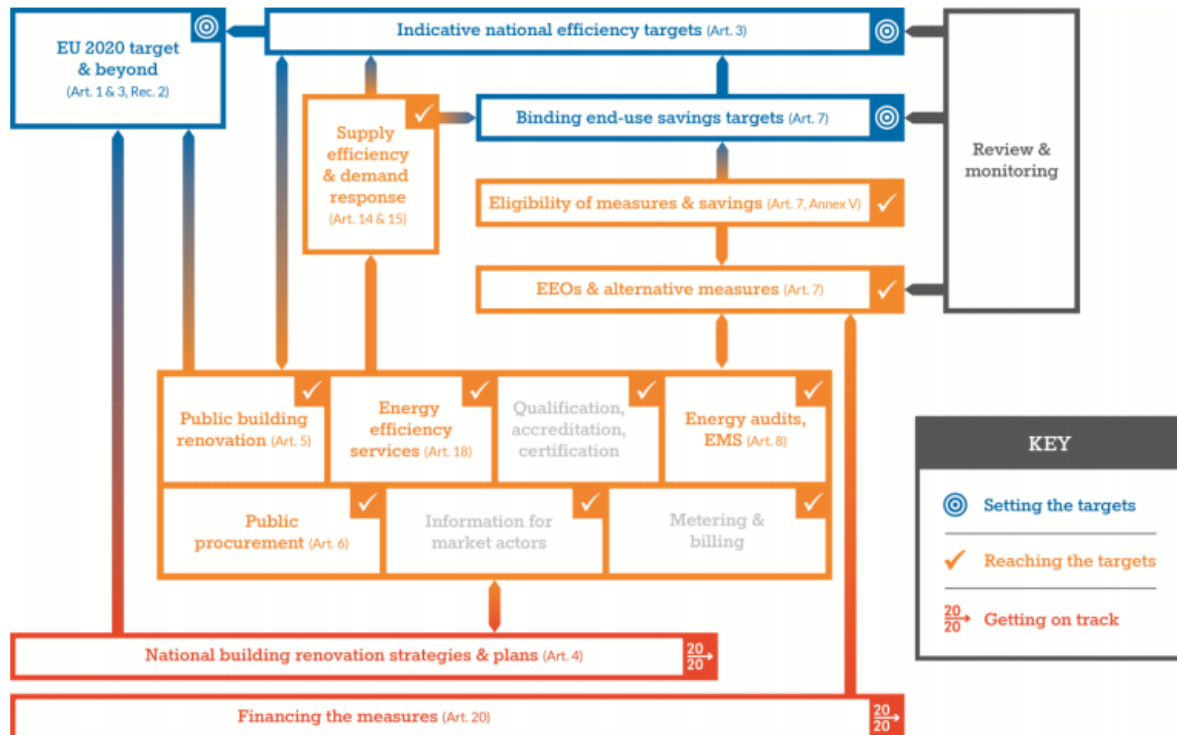 EU 2020 target
& beyond
(Art. 1 & 3, Rec. 2)
Indicative national efficiency targets (Art. 3)
Supply
efficiency
& demand
response
(Art. 14 & 15)
Binding end-use savings targets (Art. 7)
Eligibility of measures & savings (Art. 7, Annex V)
EEOs & alternative measures (Art. 7)
Review &
monitoring
Public building
renovation (Art. 5)
Energy
efficiency
services (Art. 18)
Qualification,
accreditation,
certification
Energy audits,
EMS (Art. 8)
Public
procurement (Art. 6)
Information for
market actors
Metering &
billing
National building renovation strategies & plans (Art. 4)
20
20
Financing the measures (Art. 20)
20
20
KEY
Setting the targets
Reaching the targets
20
20
Getting on track